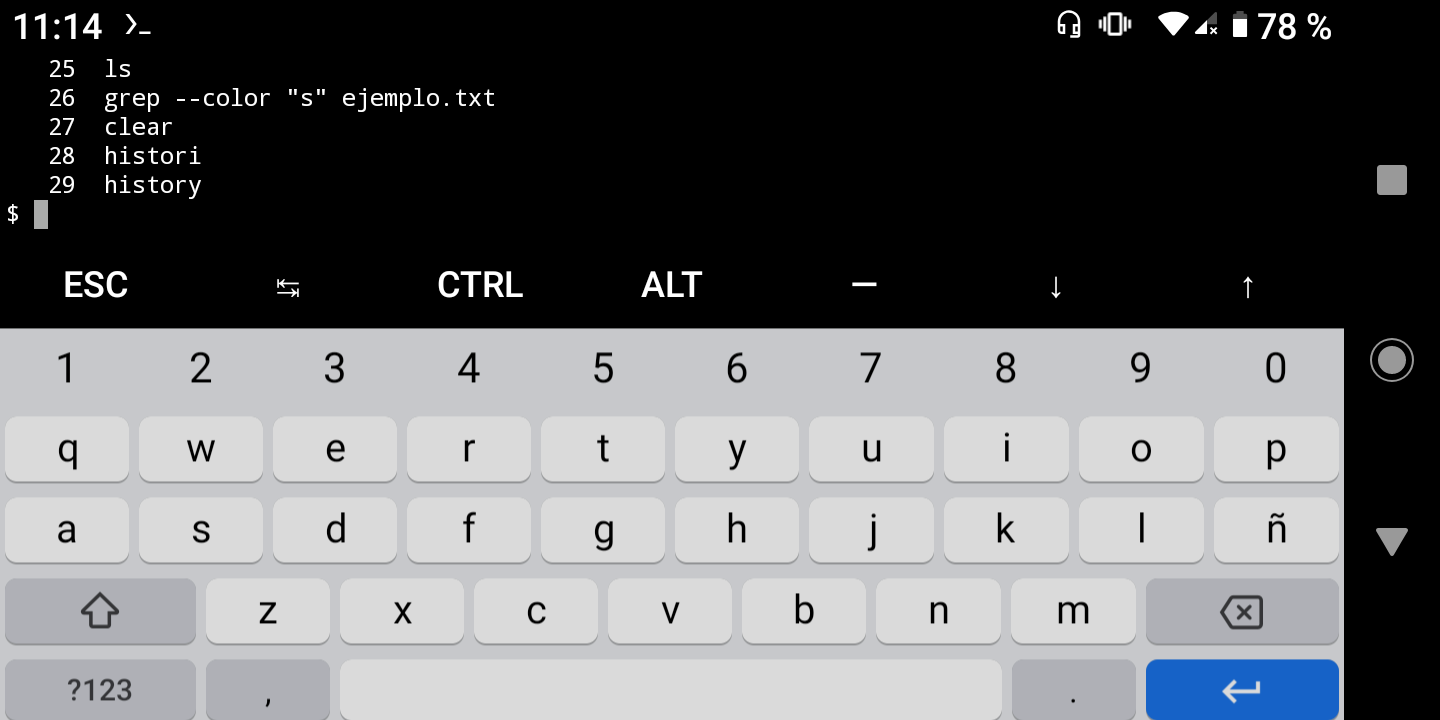 11:14 78 %
25 ls
26 grep --color "s" ejemplo.txt
27 clear
28 histori
29 history
$
ESC ↹ CTRL ALT — ↓ ↑
1 2 3 4 5 6 7 8 9 0
q w e r t y u i o p
a s d f g h j k l ñ
z x c v b n m
?123 , .